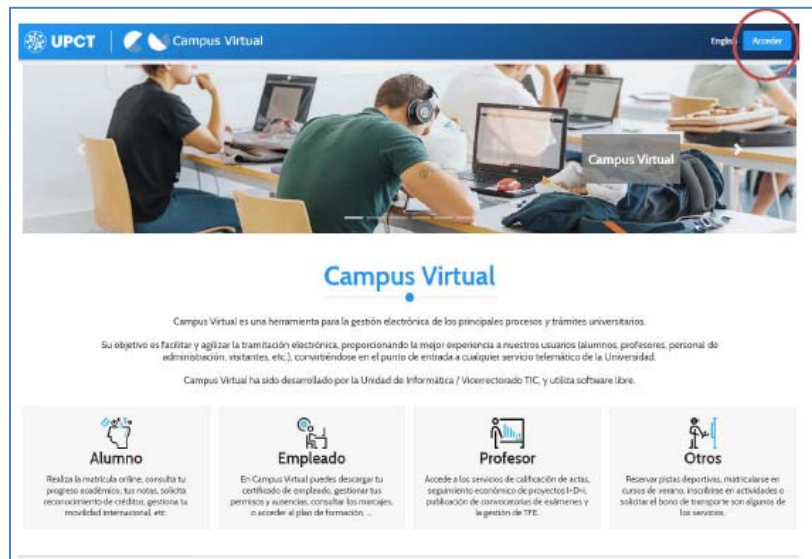 UPCT Campus Virtual English Acceder
Campus Virtual
Campus Virtual
Campus Virtual es una herramienta para la gestión electrónica de los principales procesos y trámites universitarios.
Su objetivo es facilitar y agilizar la tramitación electrónica, proporcionando la mejor experiencia a nuestros usuarios (alumnos, profesores, personal de
administración, visitantes, etc.), convirtiéndose en el punto de entrada a cualquier servicio telemático de la Universidad.
Campus Virtual ha sido desarrollado por la Unidad de Informática / Vicerrectorado TIC, y utiliza software libre.
Alumno
Realiza la matrícula online, consulta tu
progreso académico, tus notas, solicita
reconocimiento de créditos, gestiona tu
movilidad internacional, etc.
Empleado
En Campus Virtual puedes descargar tu
certificado de empleado, gestionar tus
permisos y ausencias, consultar los marcajes,
o acceder al plan de formación. ...
Profesor
Accede a los servicios de calificación de actas,
seguimiento económico de proyectos I+D+i,
publicación de convocatorias de exámenes y
la gestión de TFE.
Otros
Reservar pistas deportivas, matricularse en
cursos de verano, inscribirse en actividades o
solicitar el bono de transporte son algunos de
los servicios.